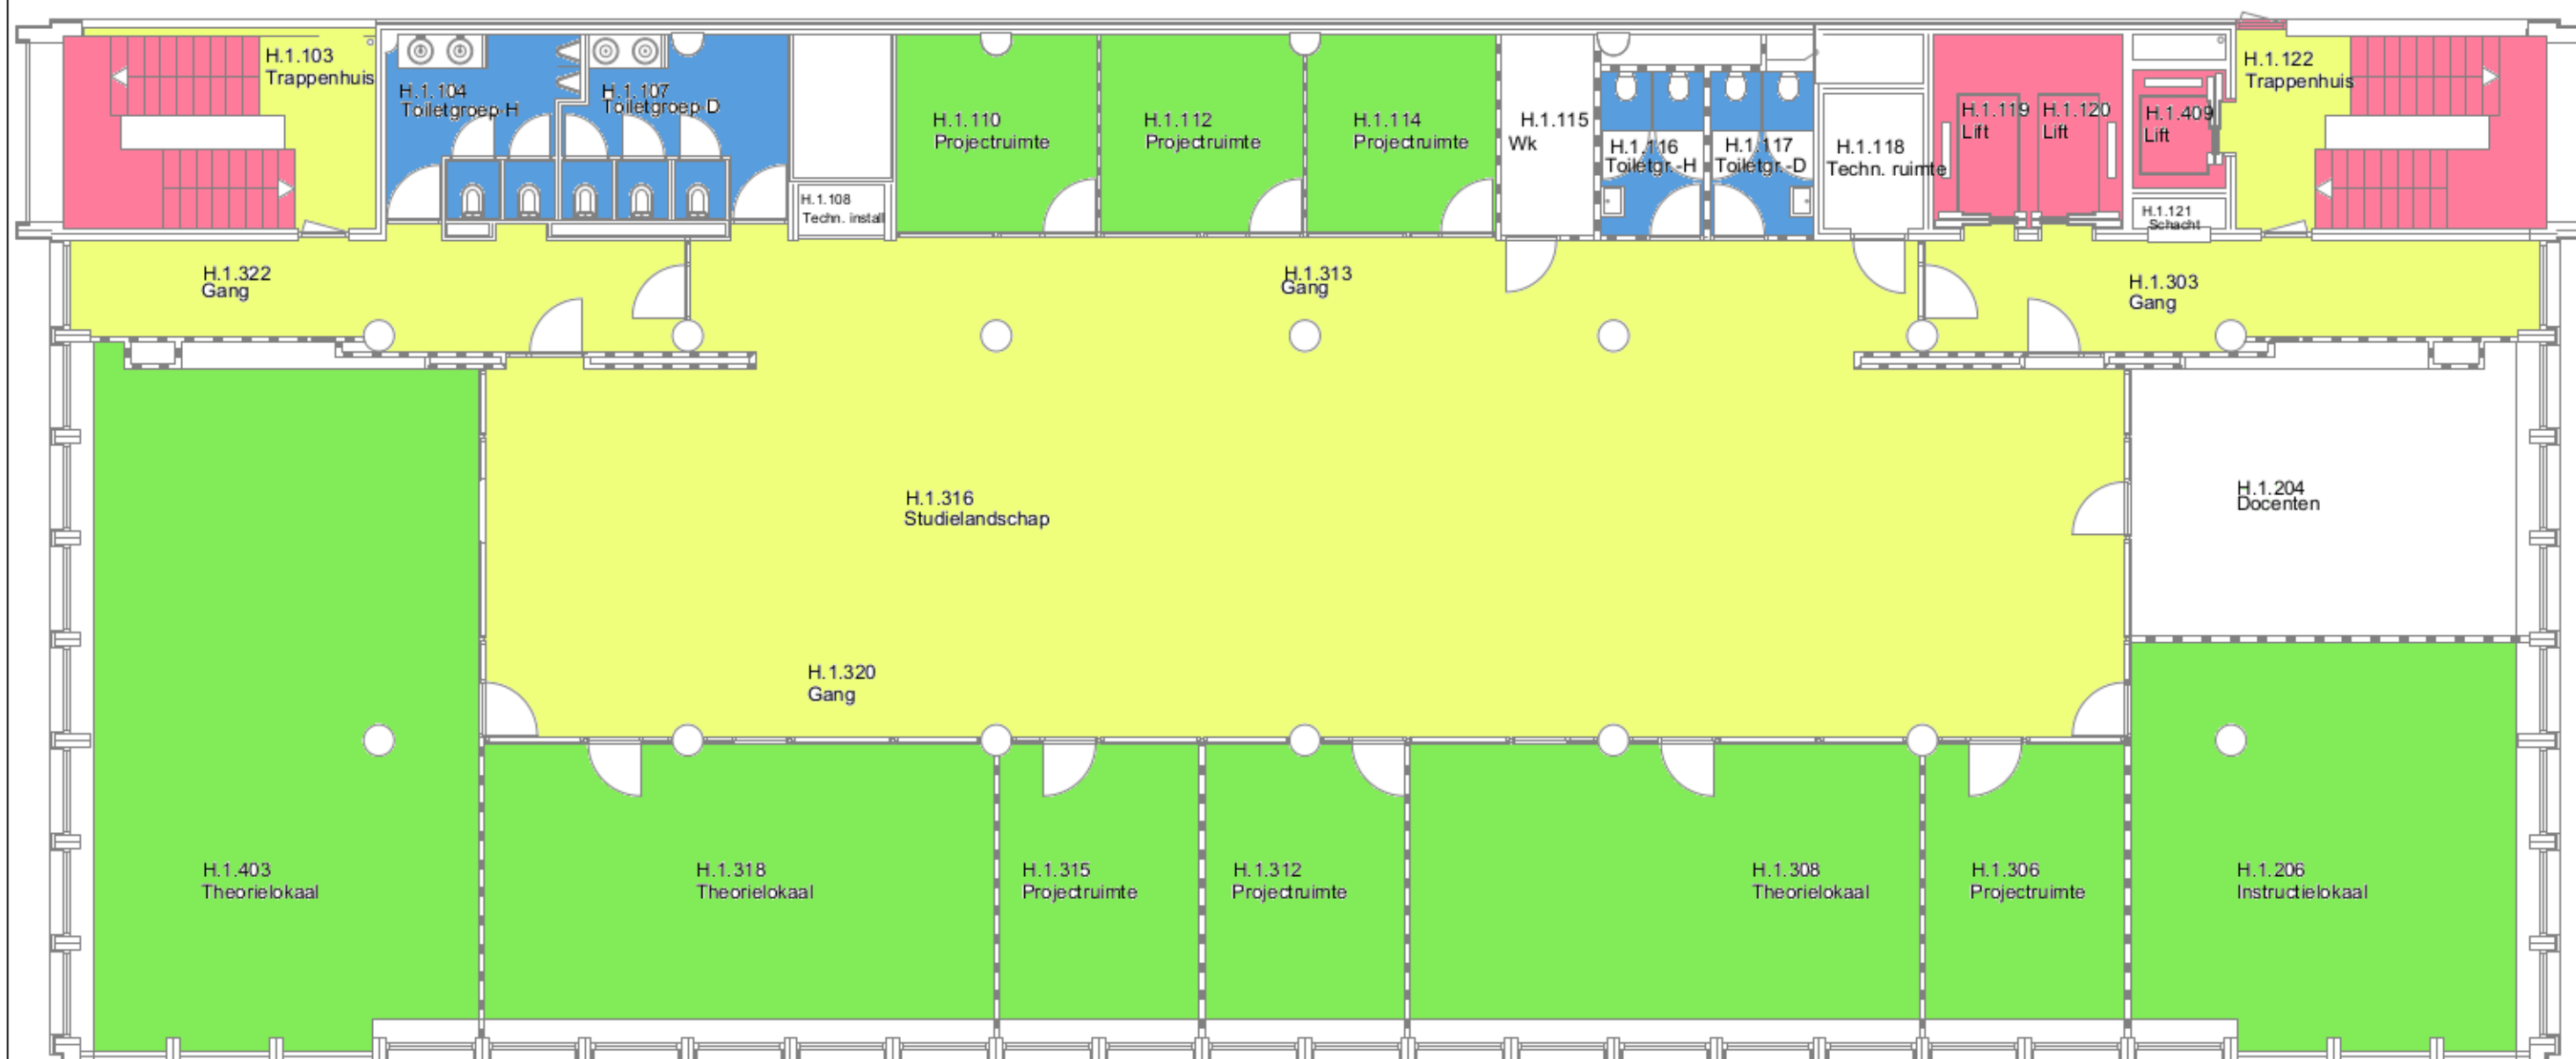 H.1.103
Trappenhuis
H.1.104
Toiletgroep H
H.1.107
Toiletgroep D
H.1.108
Techn. install
H.1.110
Projectruimte
H.1.112
Projectruimte
H.1.114
Projectruimte
H.1.115
Wk
H.1.116
Toiletgr.-H
H.1.117
Toiletgr.-D
H.1.118
Techn. ruimte
H.1.119
Lift
H.1.120
Lift
H.1.409
Lift
H.1.121
Schacht
H.1.122
Trappenhuis
H.1.322
Gang
H.1.313
Gang
H.1.303
Gang
H.1.316
Studielandschap
H.1.204
Docenten
H.1.320
Gang
H.1.403
Theorielokaal
H.1.318
Theorielokaal
H.1.315
Projectruimte
H.1.312
Projectruimte
H.1.308
Theorielokaal
H.1.306
Projectruimte
H.1.206
Instructielokaal